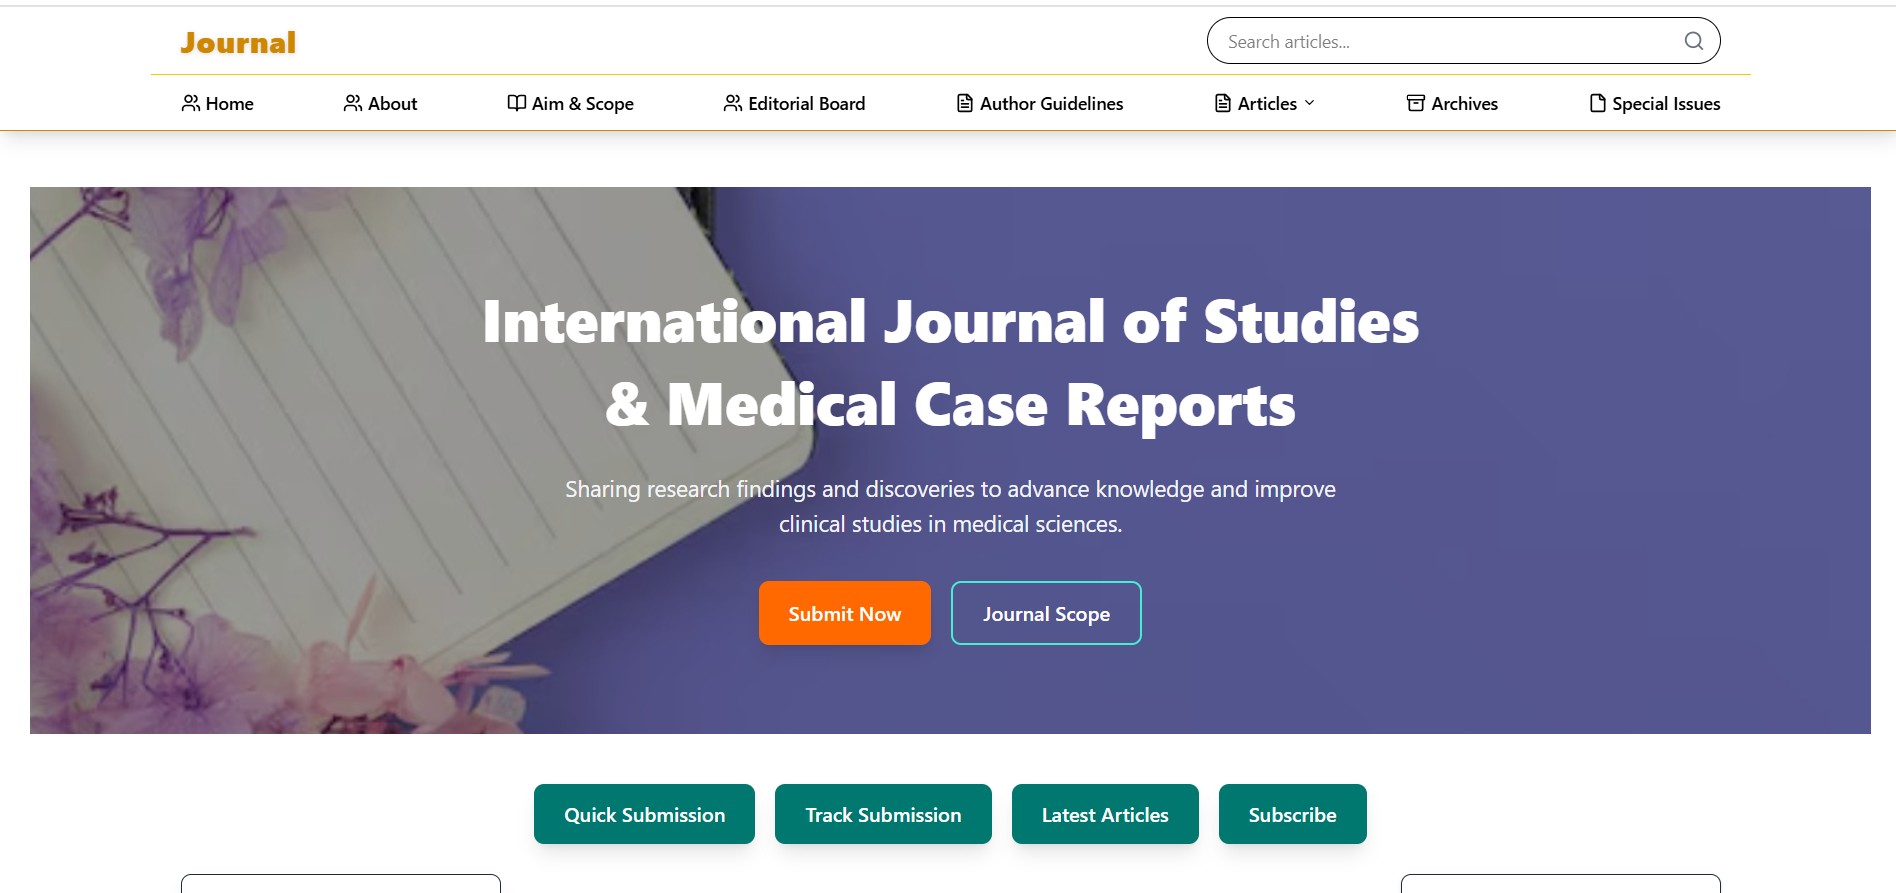 Journal
Search articles...
Home
About
Aim & Scope
Editorial Board
Author Guidelines
Articles
Archives
Special Issues
International Journal of Studies
& Medical Case Reports
Sharing research findings and discoveries to advance knowledge and improve
clinical studies in medical sciences.
Submit Now
Journal Scope
Quick Submission
Track Submission
Latest Articles
Subscribe